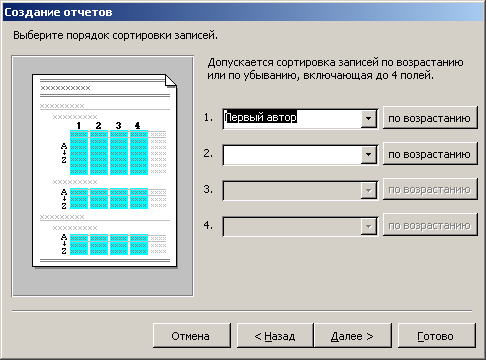 Создание отчетов
Выберите порядок сортировки записей.
Допускается сортировка записей по возрастанию
или по убыванию, включающая до 4 полей.
xxxxxxxxxx
xxxxxxxxxx
1 2 3 4
A
Z
A
Z
A
Z
1. Первый автор по возрастанию
2. по возрастанию
3. по возрастанию
4. по возрастанию
Отмена < Назад Далее > Готово